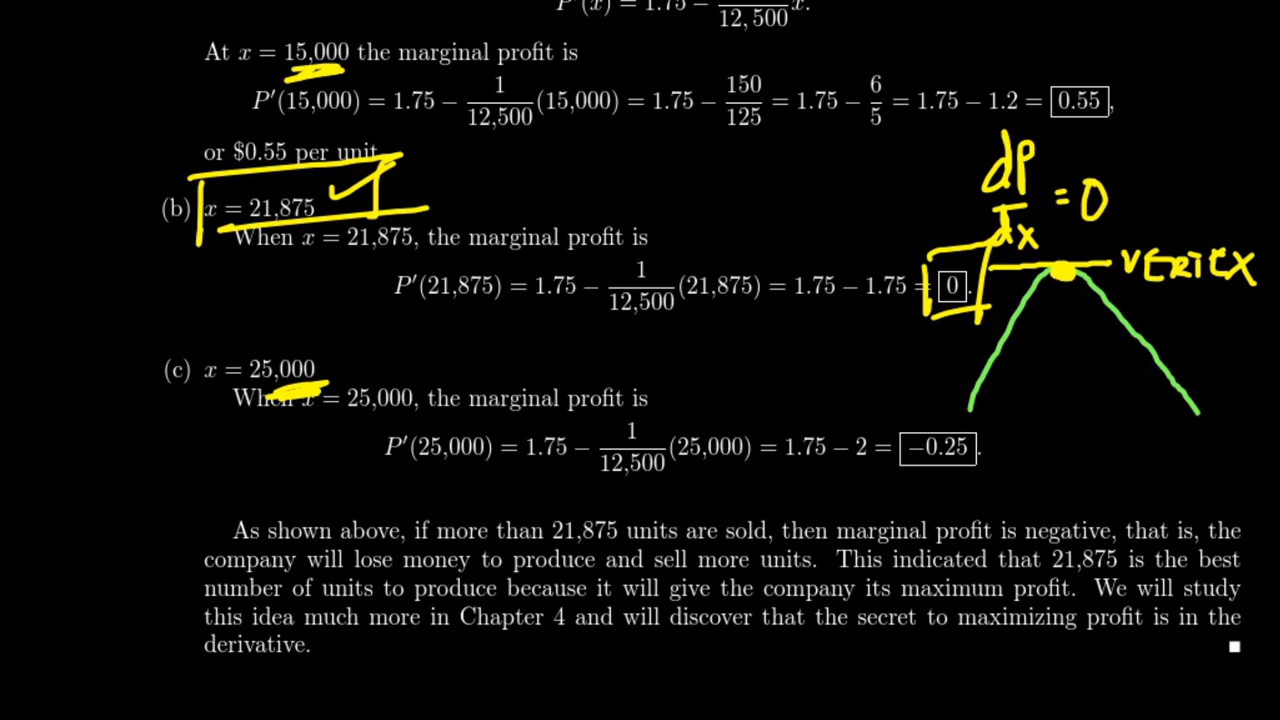 P′(x) = 1.75 − 1/12,500 x.
At x = 15,000 the marginal profit is
P′(15,000) = 1.75 − 1/12,500 (15,000) = 1.75 − 150/125 = 1.75 − 6/5 = 1.75 − 1.2 = 0.55,
or $0.55 per unit
(b) x = 21,875
When x = 21,875, the marginal profit is
P′(21,875) = 1.75 − 1/12,500 (21,875) = 1.75 − 1.75 = 0.
dP/dx = 0
VERTEX
(c) x = 25,000
When x = 25,000, the marginal profit is
P′(25,000) = 1.75 − 1/12,500 (25,000) = 1.75 − 2 = −0.25.
As shown above, if more than 21,875 units are sold, then marginal profit is negative, that is, the
company will lose money to produce and sell more units. This indicated that 21,875 is the best
number of units to produce because it will give the company its maximum profit. We will study
this idea much more in Chapter 4 and will discover that the secret to maximizing profit is in the
derivative.